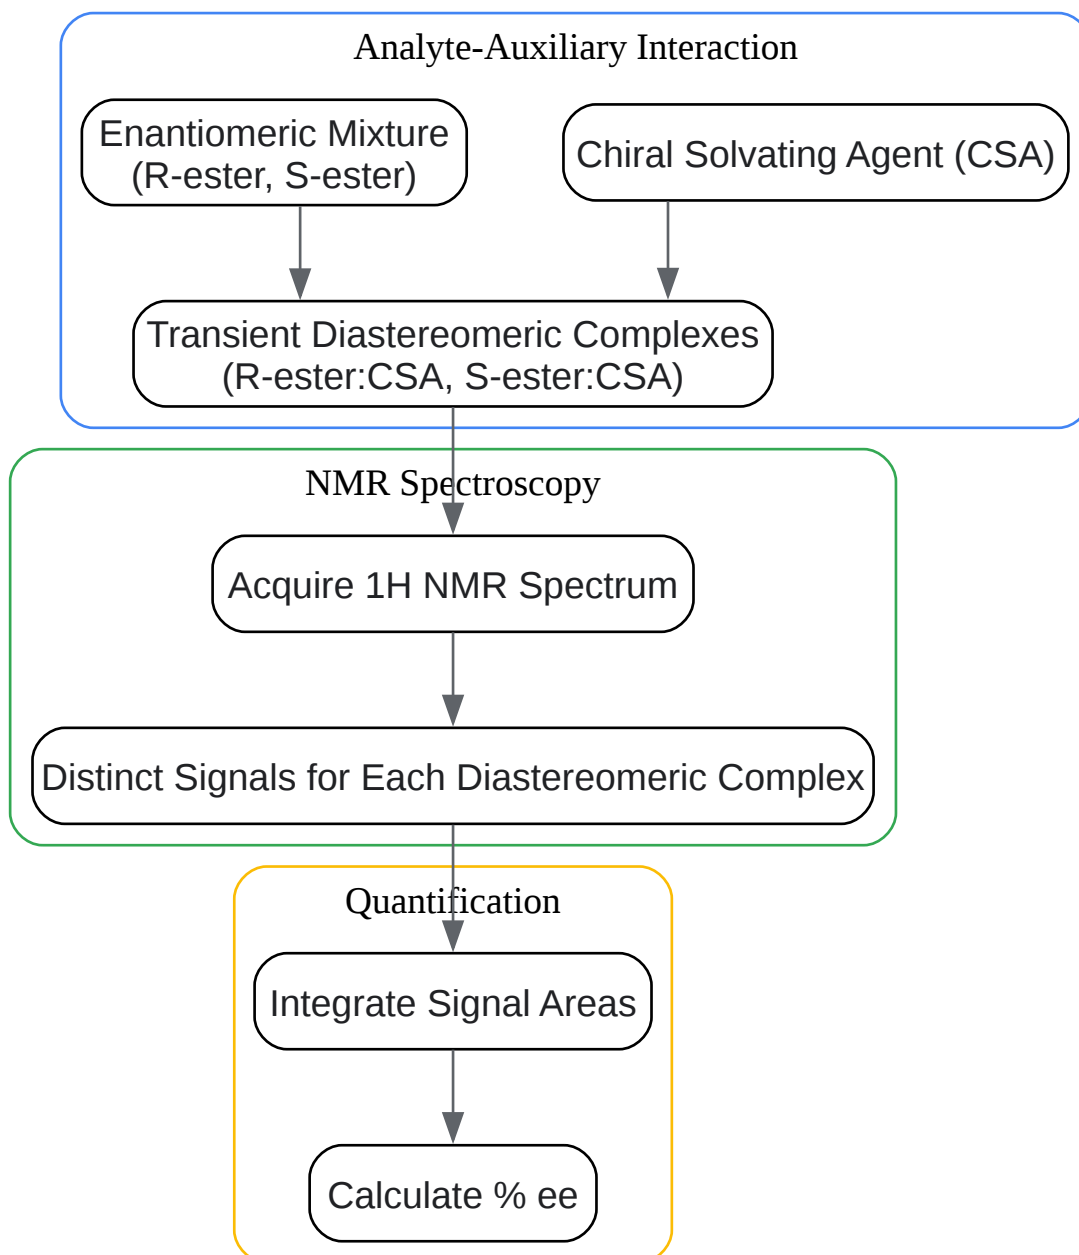 Analyte-Auxiliary Interaction
Enantiomeric Mixture
(R-ester, S-ester)
Chiral Solvating Agent (CSA)
Transient Diastereomeric Complexes
(R-ester:CSA, S-ester:CSA)
NMR Spectroscopy
Acquire 1H NMR Spectrum
Distinct Signals for Each Diastereomeric Complex
Quantification
Integrate Signal Areas
Calculate % ee